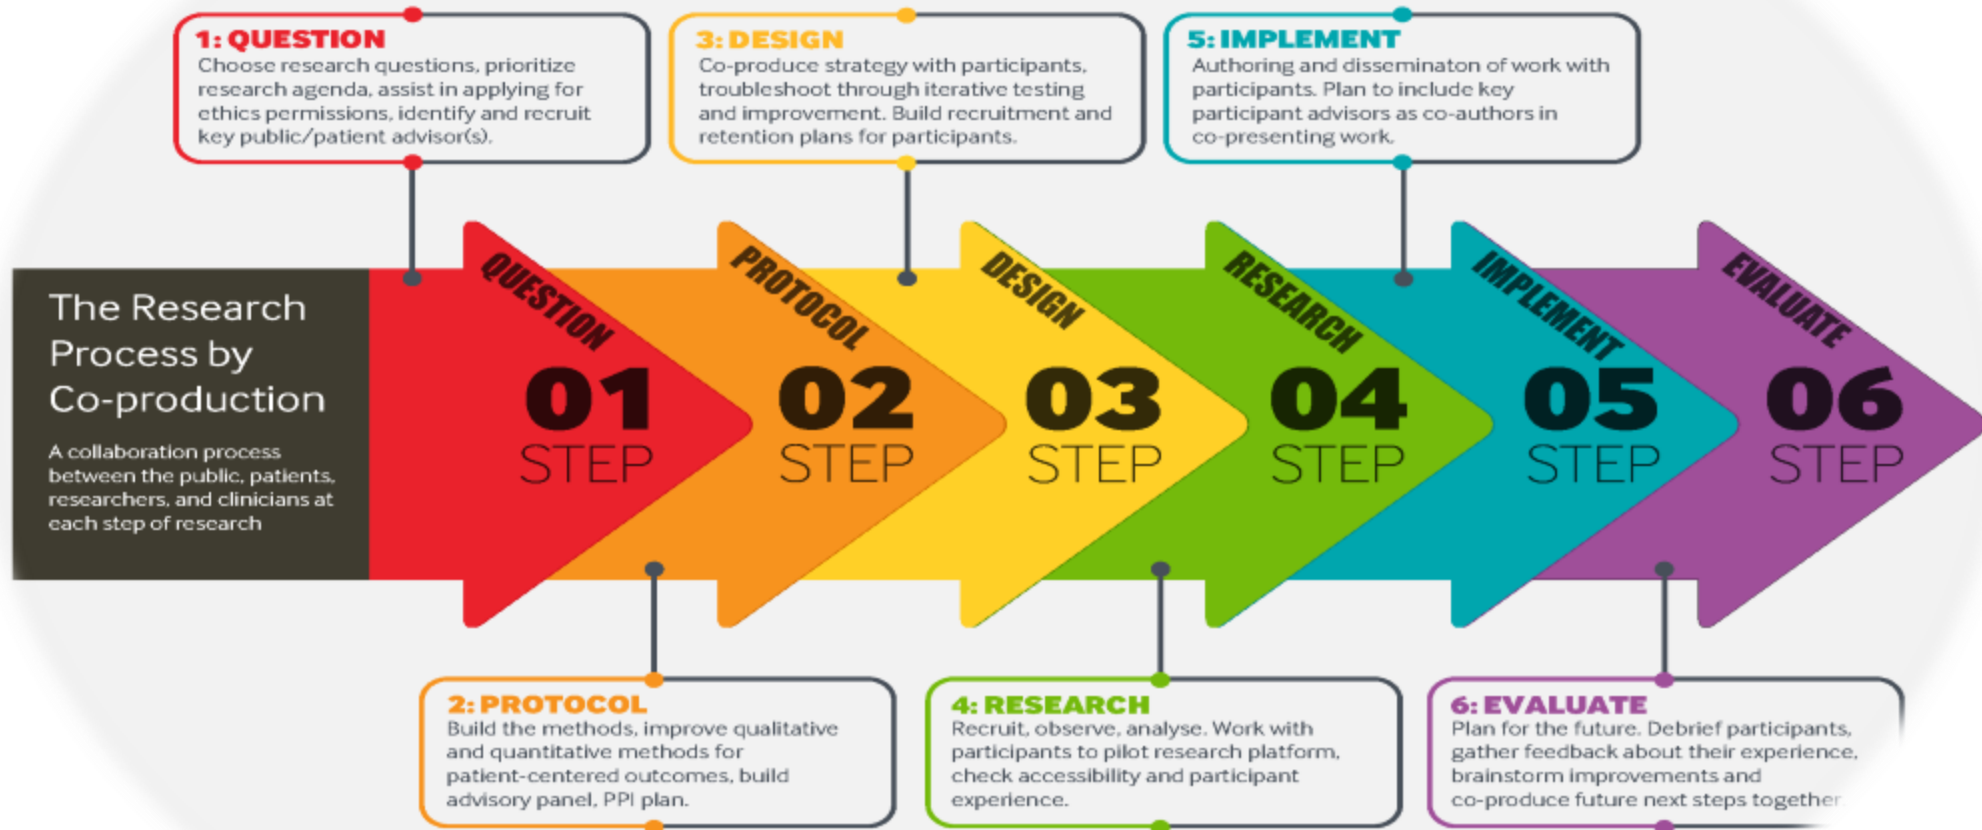 1: QUESTION
Choose research questions, prioritize
research agenda, assist in applying for
ethics permissions, identify and recruit
key public/patient advisor(s).
3: DESIGN
Co-produce strategy with participants,
troubleshoot through iterative testing
and improvement. Build recruitment and
retention plans for participants.
5: IMPLEMENT
Authoring and disseminaton of work with
participants. Plan to include key
participant advisors as co-authors in
co-presenting work.
The Research
Process by
Co-production
A collaboration process
between the public, patients,
researchers, and clinicians at
each step of research
QUESTION
01
STEP
PROTOCOL
02
STEP
DESIGN
03
STEP
RESEARCH
04
STEP
IMPLEMENT
05
STEP
EVALUATE
06
STEP
2: PROTOCOL
Build the methods, improve qualitative
and quantitative methods for
patient-centered outcomes, build
advisory panel, PPI plan.
4: RESEARCH
Recruit, observe, analyse. Work with
participants to pilot research platform,
check accessibility and participant
experience.
6: EVALUATE
Plan for the future. Debrief participants,
gather feedback about their experience,
brainstorm improvements and
co-produce future next steps together.